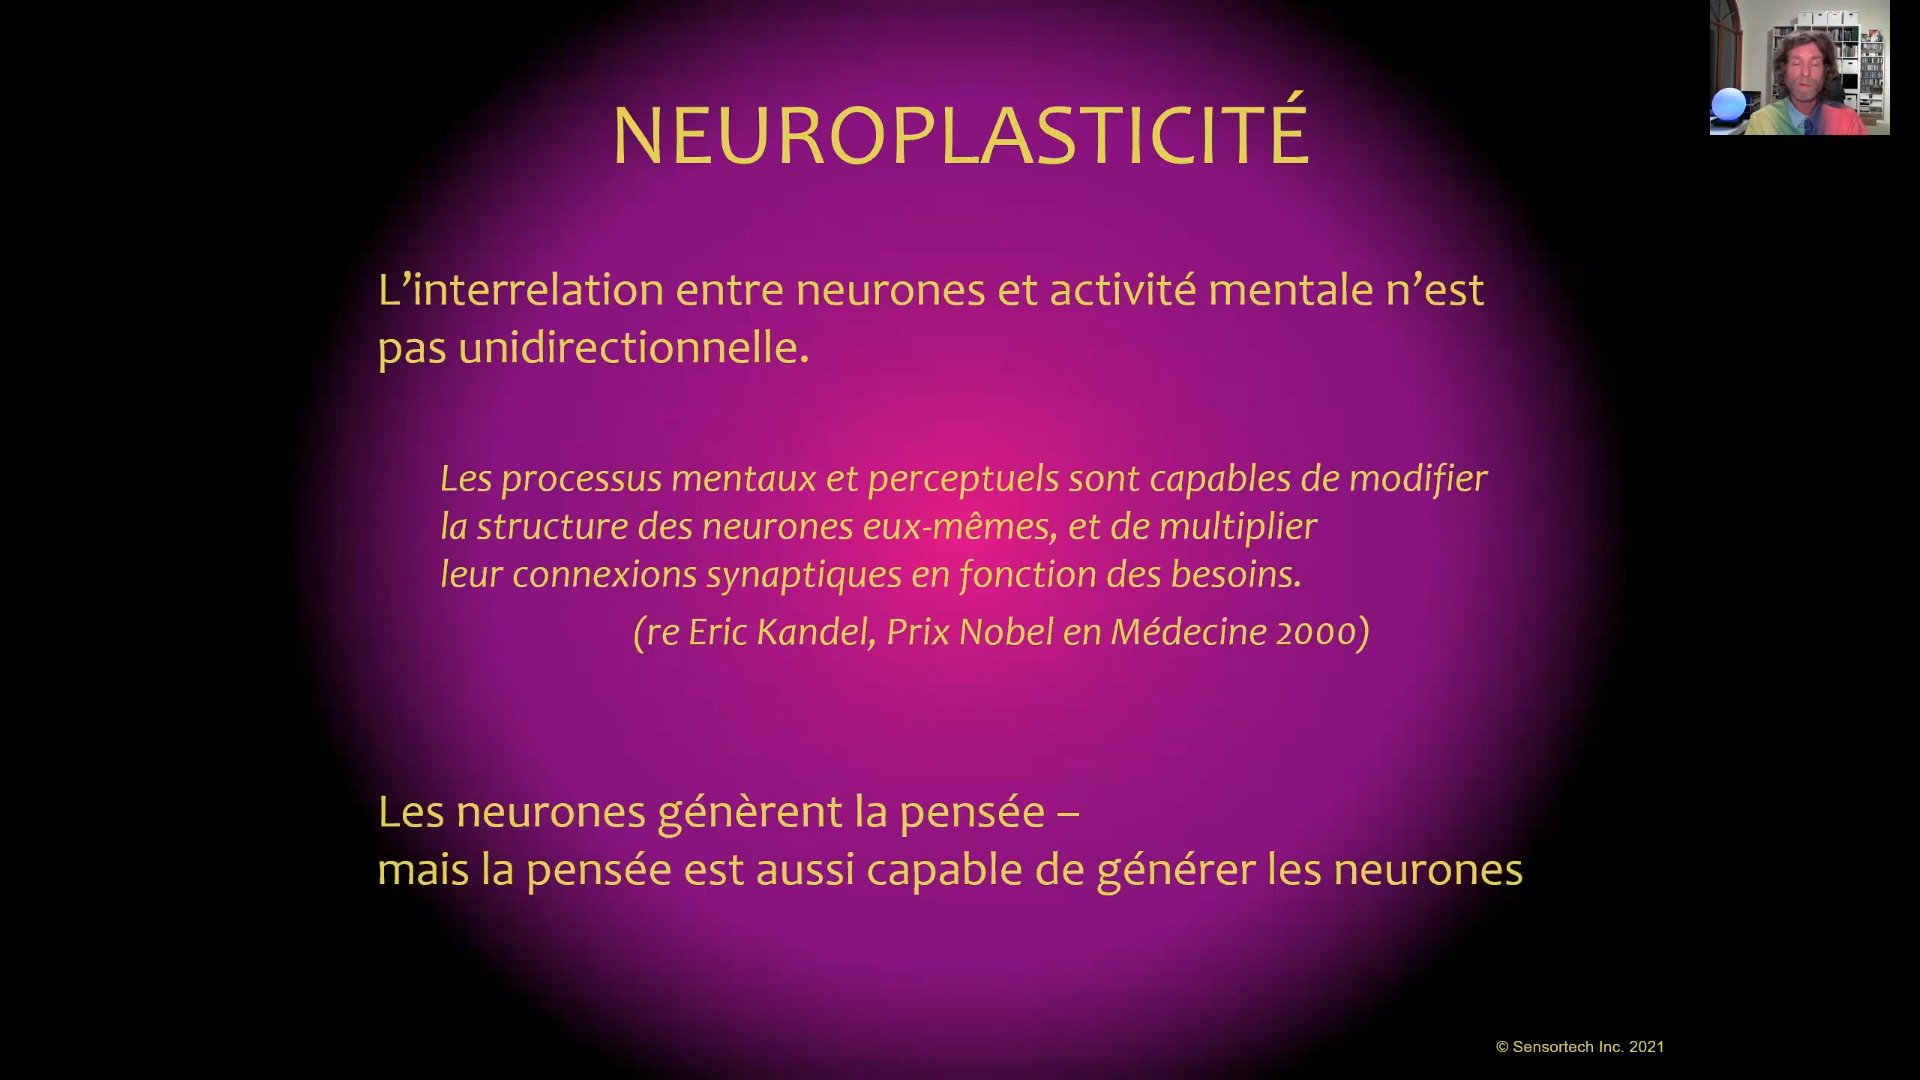 NEUROPLASTICITÉ
L’interrelation entre neurones et activité mentale n’est
pas unidirectionnelle.
Les processus mentaux et perceptuels sont capables de modifier
la structure des neurones eux-mêmes, et de multiplier
leur connexions synaptiques en fonction des besoins.
(re Eric Kandel, Prix Nobel en Médecine 2000)
Les neurones génèrent la pensée –
mais la pensée est aussi capable de générer les neurones
© Sensortech Inc. 2021